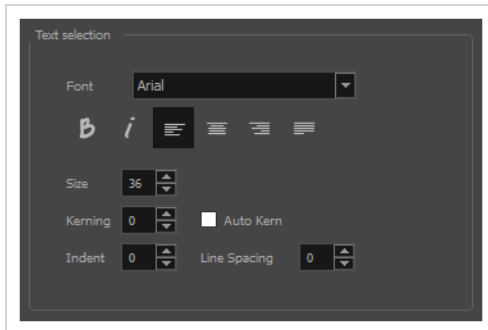 Text selection
Font Arial
B i
Size 36
Kerning 0 Auto Kern
Indent 0 Line Spacing 0